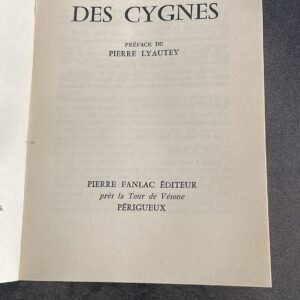 DES CYGNES
PRÉFACE DE
PIERRE LYAUTEY
PIERRE FANLAC ÉDITEUR
près la Tour de Vésone
PÉRIGUEUX